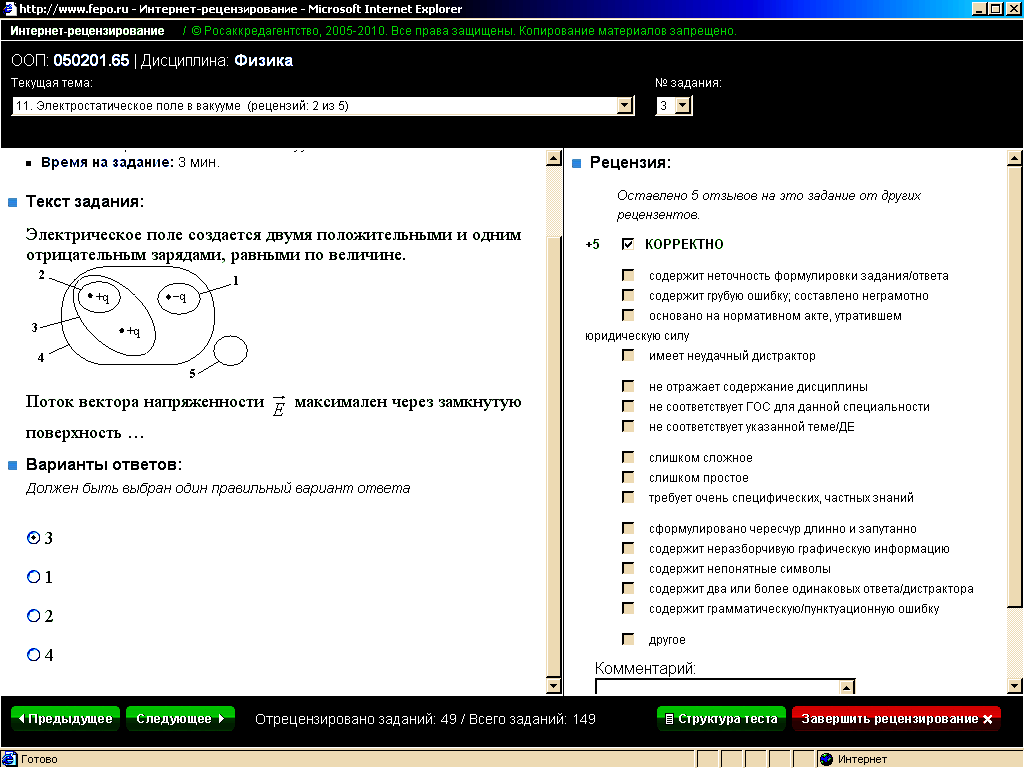 http://www.fepo.ru - Интернет-рецензирование - Microsoft Internet Explorer
Интернет-рецензирование / © Росаккредагентство, 2005-2010. Все права защищены. Копирование материалов запрещено.
ООП: 050201.65 | Дисциплина: Физика
Текущая тема:
№ задания:
11. Электростатическое поле в вакууме (рецензий: 2 из 5)
3
Время на задание: 3 мин.
Текст задания:
Электрическое поле создается двумя положительными и одним
отрицательным зарядами, равными по величине.
2
1
+q
−q
3
+q
4
5
Поток вектора напряженности E максимален через замкнутую
поверхность …
Варианты ответов:
Должен быть выбран один правильный вариант ответа
3
1
2
4
Рецензия:
Оставлено 5 отзывов на это задание от других
рецензентов.
+5 КОРРЕКТНО
содержит неточность формулировки задания/ответа
содержит грубую ошибку; составлено неграмотно
основано на нормативном акте, утратившем
юридическую силу
имеет неудачный дистрактор
не отражает содержание дисциплины
не соответствует ГОС для данной специальности
не соответствует указанной теме/ДЕ
слишком сложное
слишком простое
требует очень специфических, частных знаний
сформулировано чересчур длинно и запутанно
содержит неразборчивую графическую информацию
содержит непонятные символы
содержит два или более одинаковых ответа/дистрактора
содержит грамматическую/пунктуационную ошибку
другое
Комментарий:
Предыдущее
Следующее
Отрецензировано заданий: 49 / Всего заданий: 149
Структура теста
Завершить рецензирование
Готово
Интернет